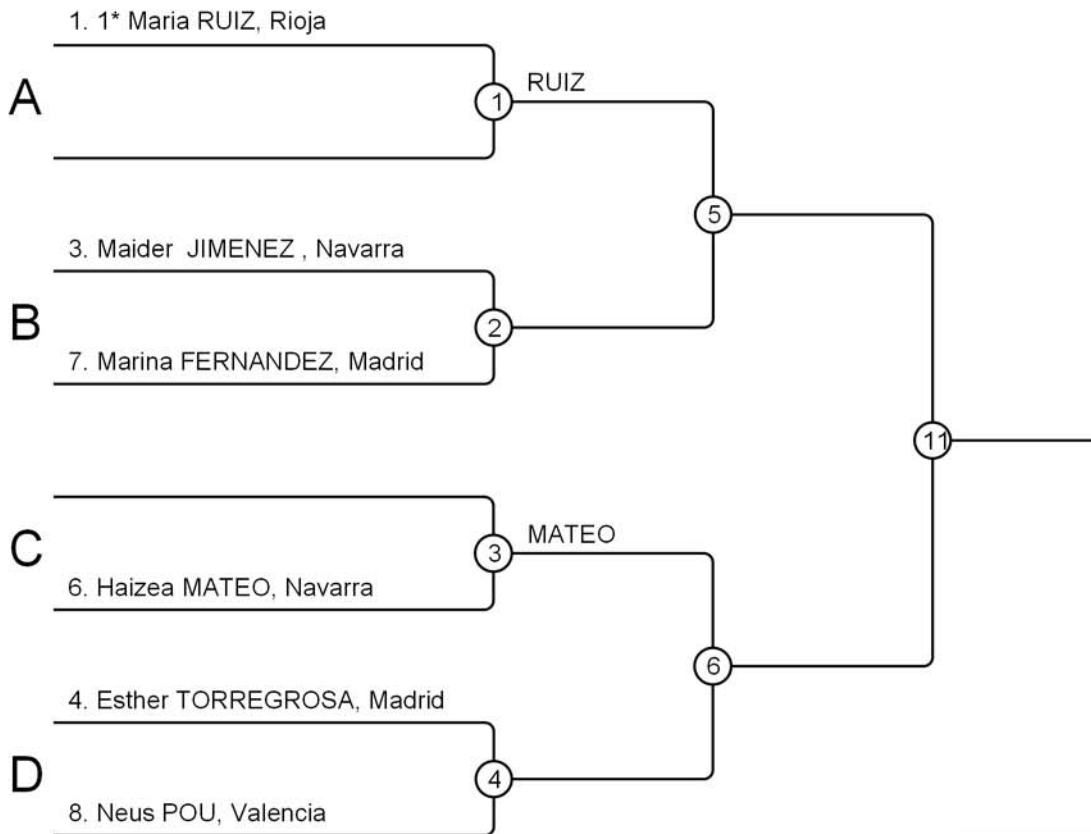 1. 1* Maria RUIZ, Rioja
A
1
RUIZ
5
3. Maider  JIMENEZ , Navarra
B
2
7. Marina FERNANDEZ, Madrid
11
C
3
MATEO
6. Haizea MATEO, Navarra
6
4. Esther TORREGROSA, Madrid
D
4
8. Neus POU, Valencia